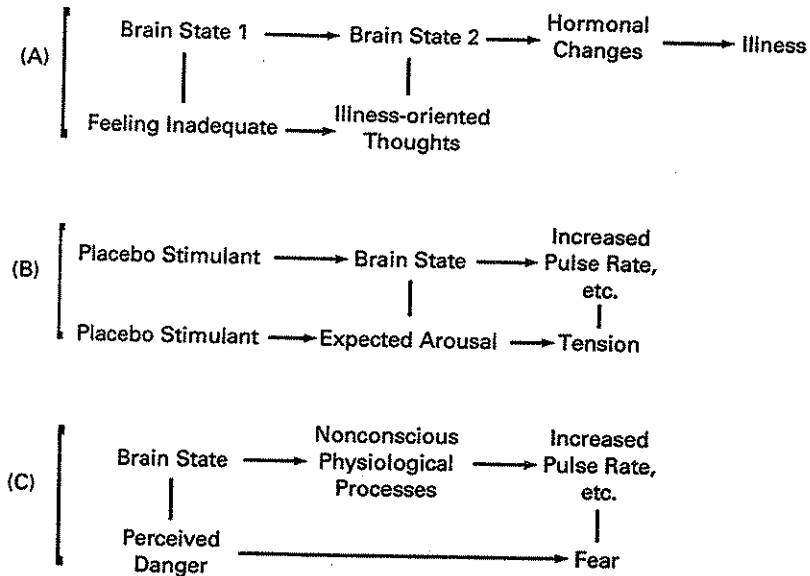 (A)
Brain State 1
Brain State 2
Hormonal
Changes
Illness
Feeling Inadequate
Illness-oriented
Thoughts
(B)
Placebo Stimulant
Brain State
Increased
Pulse Rate,
etc.
Placebo Stimulant
Expected Arousal
Tension
(C)
Brain State
Nonconscious
Physiological
Processes
Increased
Pulse Rate,
etc.
Perceived
Danger
Fear